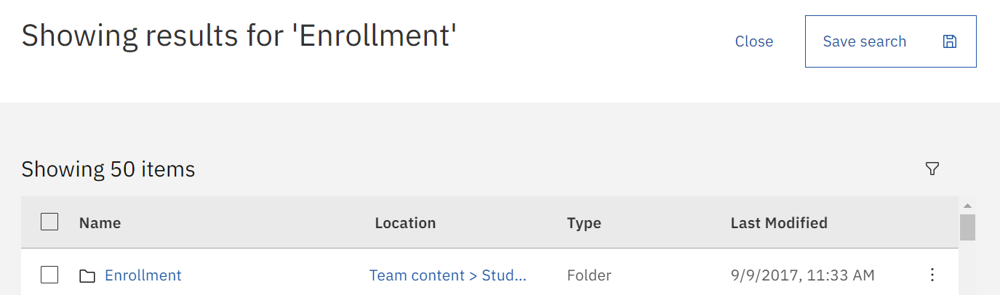 Showing results for 'Enrollment'
Close
Save search
Showing 50 items
Name Location Type Last Modified
Enrollment Team content > Stud... Folder 9/9/2017, 11:33 AM